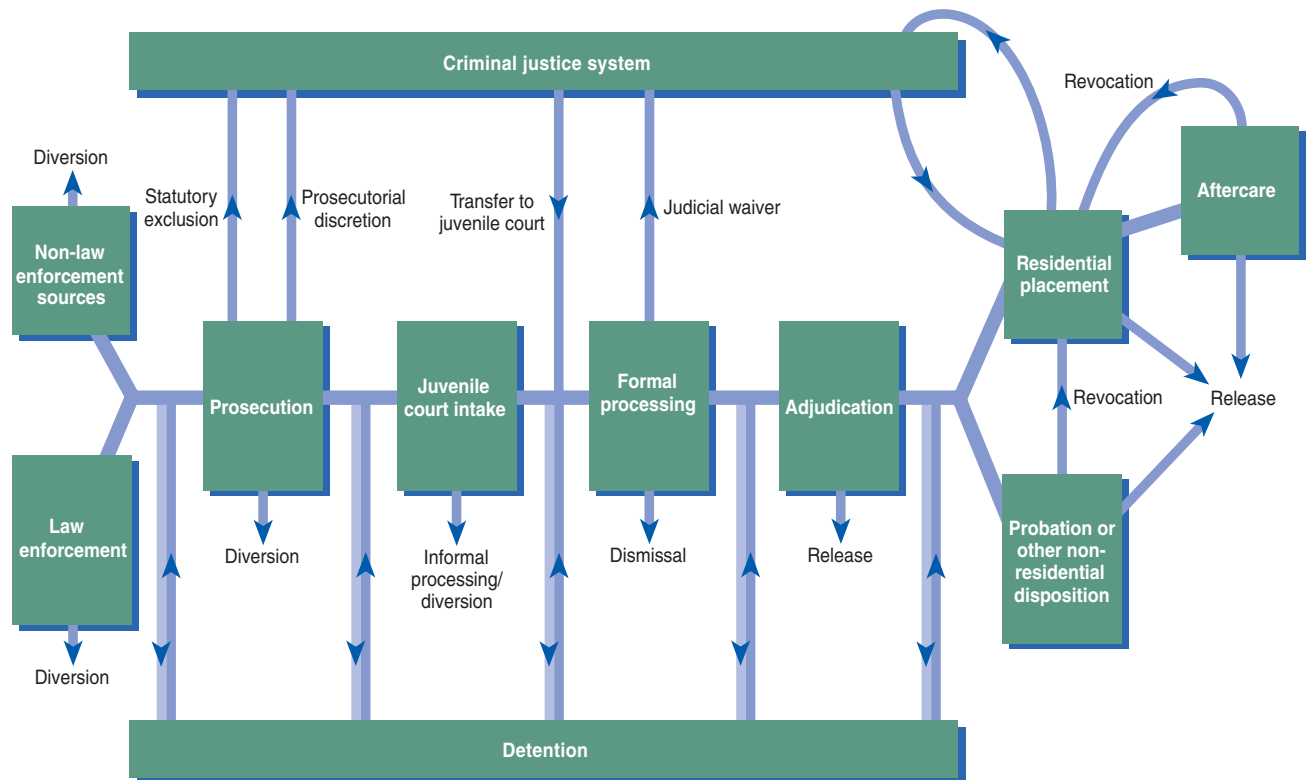 Criminal justice system
Revocation
Diversion
Aftercare
Statutory
exclusion
Prosecutorial
discretion
Transfer to
juvenile court
Judicial waiver
Non-law
enforcement
sources
Residential
placement
Prosecution
Juvenile
court intake
Formal
processing
Adjudication
Revocation
Release
Law
enforcement
Diversion
Informal
processing/
diversion
Dismissal
Release
Probation or
other non-
residential
disposition
Diversion
Detention